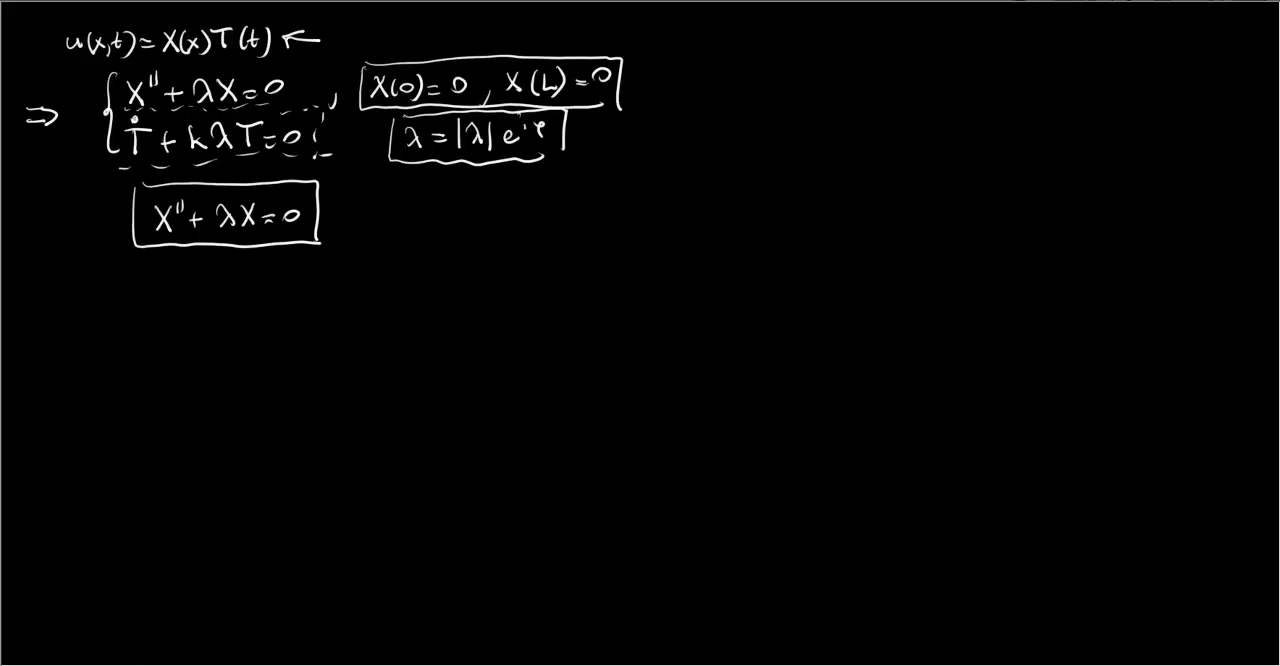 u(x,t) = X(x)T(t) ←
⇒ { X'' + λX = 0 , X(0) = 0 , X(L) = 0
Ṫ + kλT = 0 λ = |λ| e^{iφ}
X'' + λX = 0